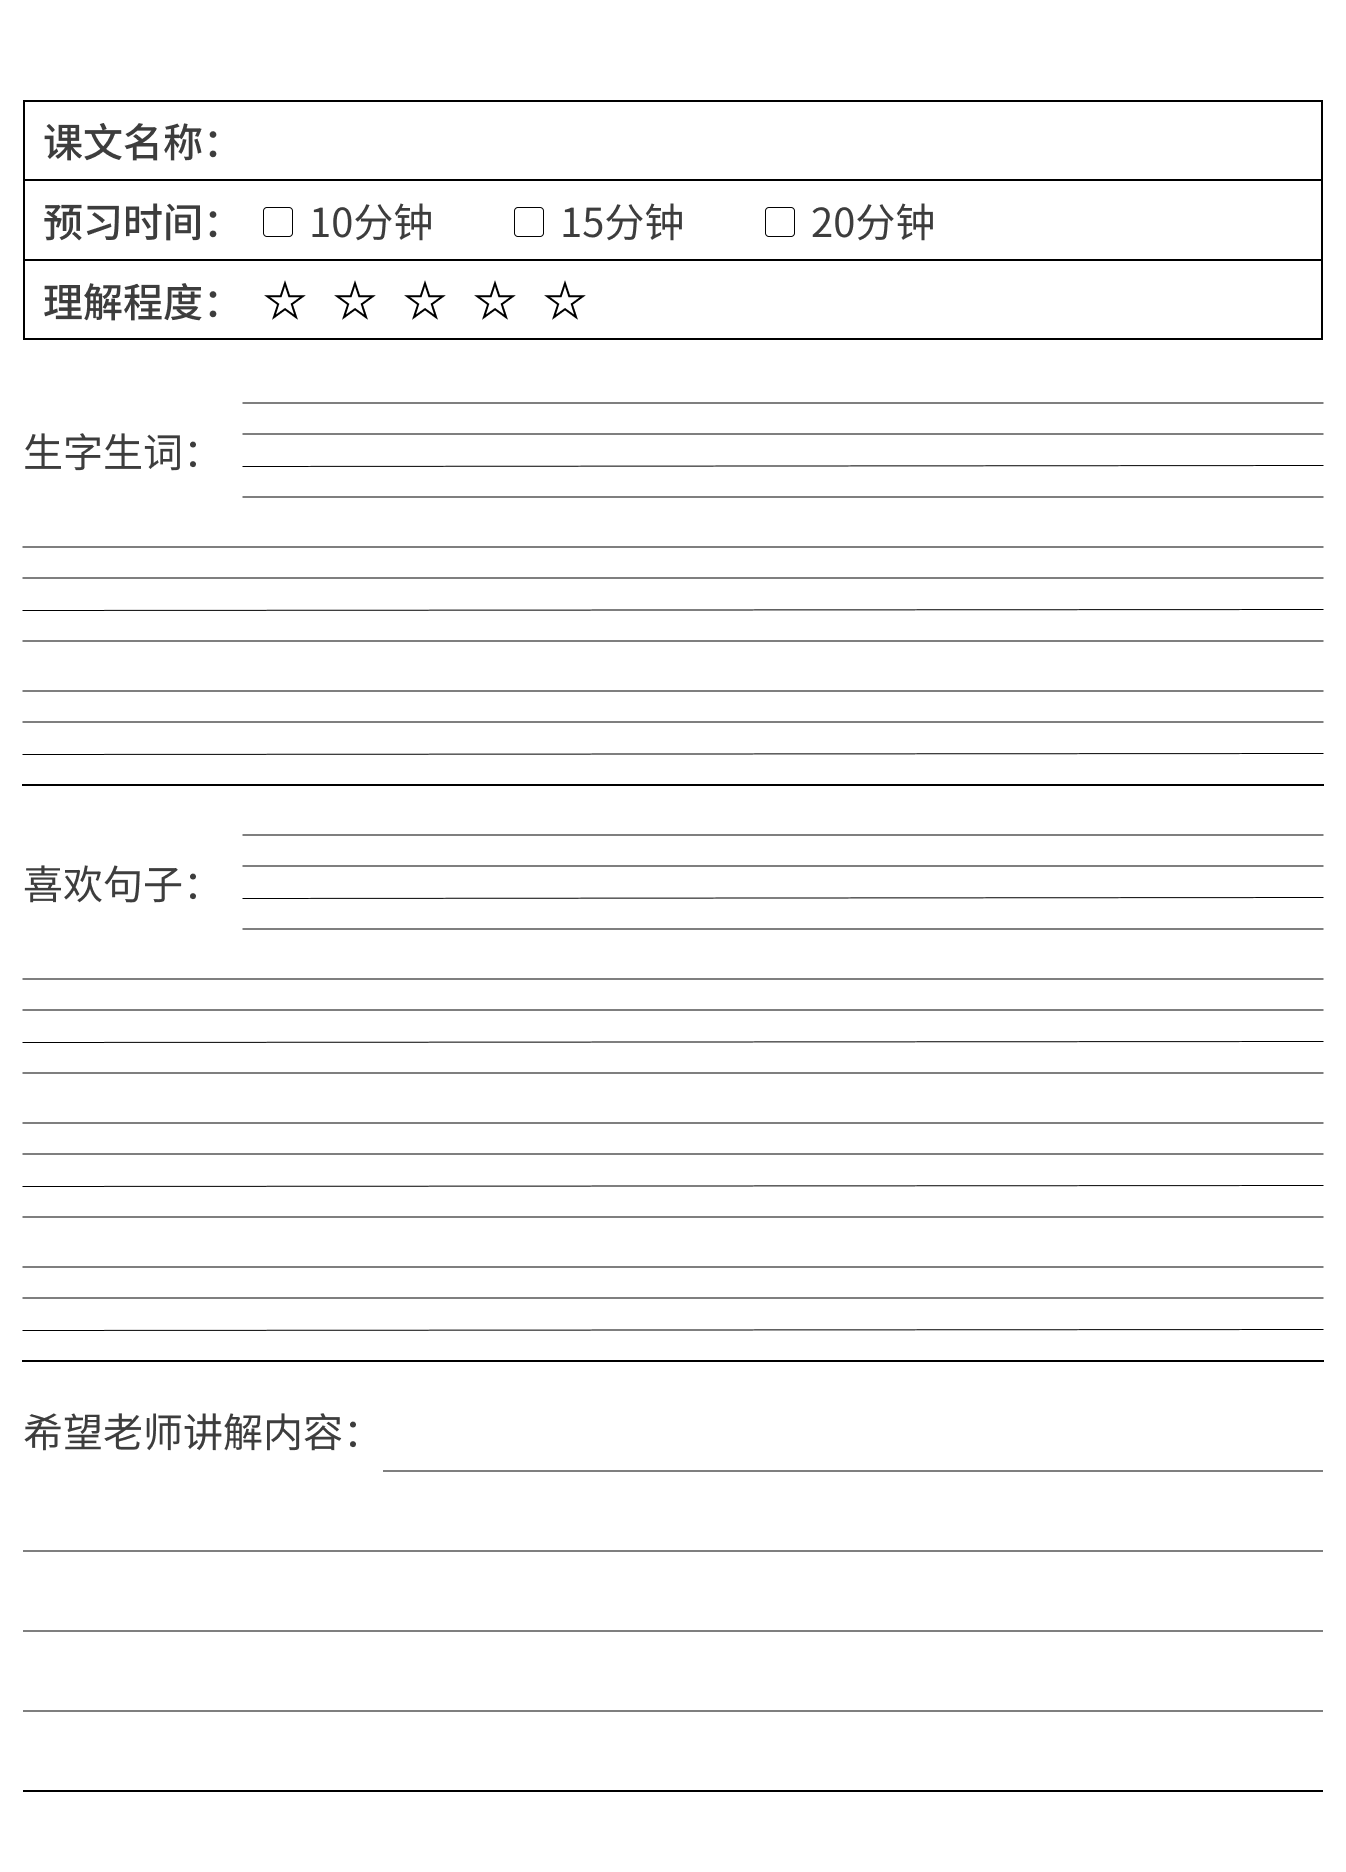 课文名称：
预习时间： □ 10分钟 □ 15分钟 □ 20分钟
理解程度： ☆ ☆ ☆ ☆ ☆
生字生词：
喜欢句子：
希望老师讲解内容：